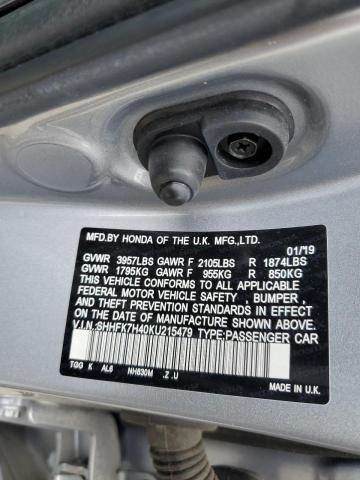 MFD.BY HONDA OF THE U.K. MFG.,LTD. 01/19
GVWR 3957LBS GAWR F 2105LBS R 1874LBS
GVWR 1795KG GAWR F 955KG R 850KG
THIS VEHICLE CONFORMS TO ALL APPLICABLE
FEDERAL MOTOR VEHICLE SAFETY , BUMPER ,
AND THEFT PREVENTION STANDARDS IN EFFECT
ON THE DATE OF MANUFACTURE SHOWN ABOVE.
V.I.N.:SHHFK7H40KU215479 TYPE:PASSENGER CAR
TGG K AL6 NH830M .Z .U MADE IN U.K.